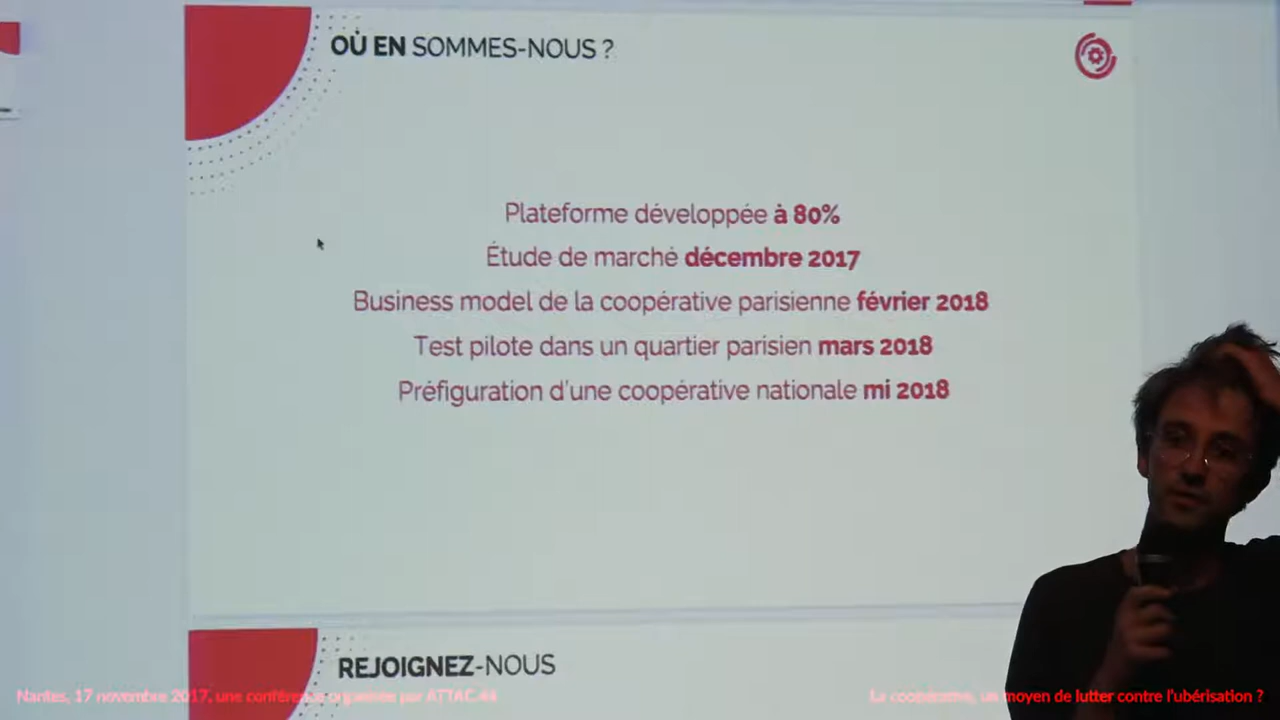 OÙ EN SOMMES-NOUS ?
Plateforme développée à 80%
Étude de marché décembre 2017
Business model de la coopérative parisienne février 2018
Test pilote dans un quartier parisien mars 2018
Préfiguration d'une coopérative nationale mi 2018
REJOIGNEZ-NOUS
Nantes, 17 novembre 2017, une conférence organisée par ATTAC 44
La coopérative, un moyen de lutter contre l'ubérisation ?